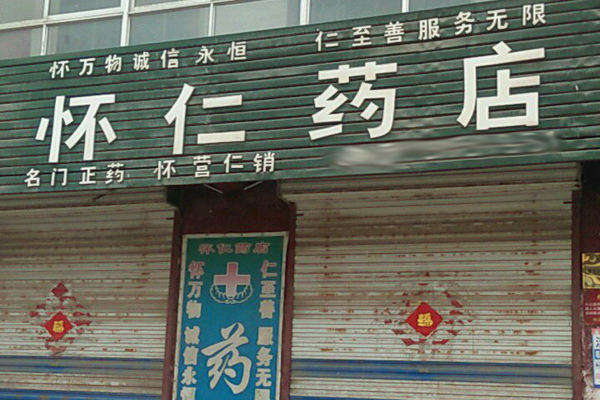 怀万物诚信永恒 仁至善服务无限
怀仁药店
名门正药 怀营仁销
怀仁药店
怀万物 诚信永恒
仁至善 服务无限
药
福
福